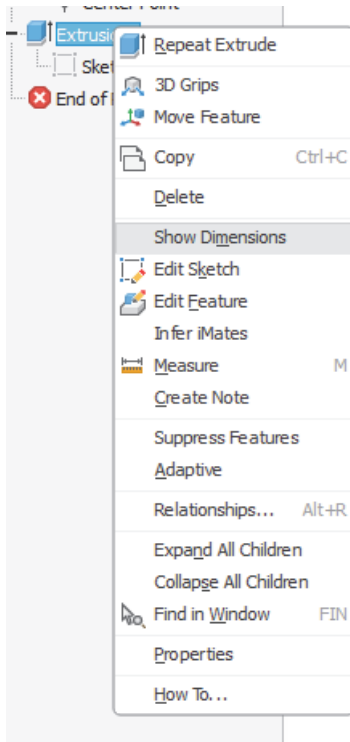 Center Point
Extrusi
Repeat Extrude
Sket
3D Grips
End of
Move Feature
Copy Ctrl+C
Delete
Show Dimensions
Edit Sketch
Edit Feature
Infer iMates
Measure M
Create Note
Suppress Features
Adaptive
Relationships... Alt+R
Expand All Children
Collapse All Children
Find in Window FIN
Properties
How To...